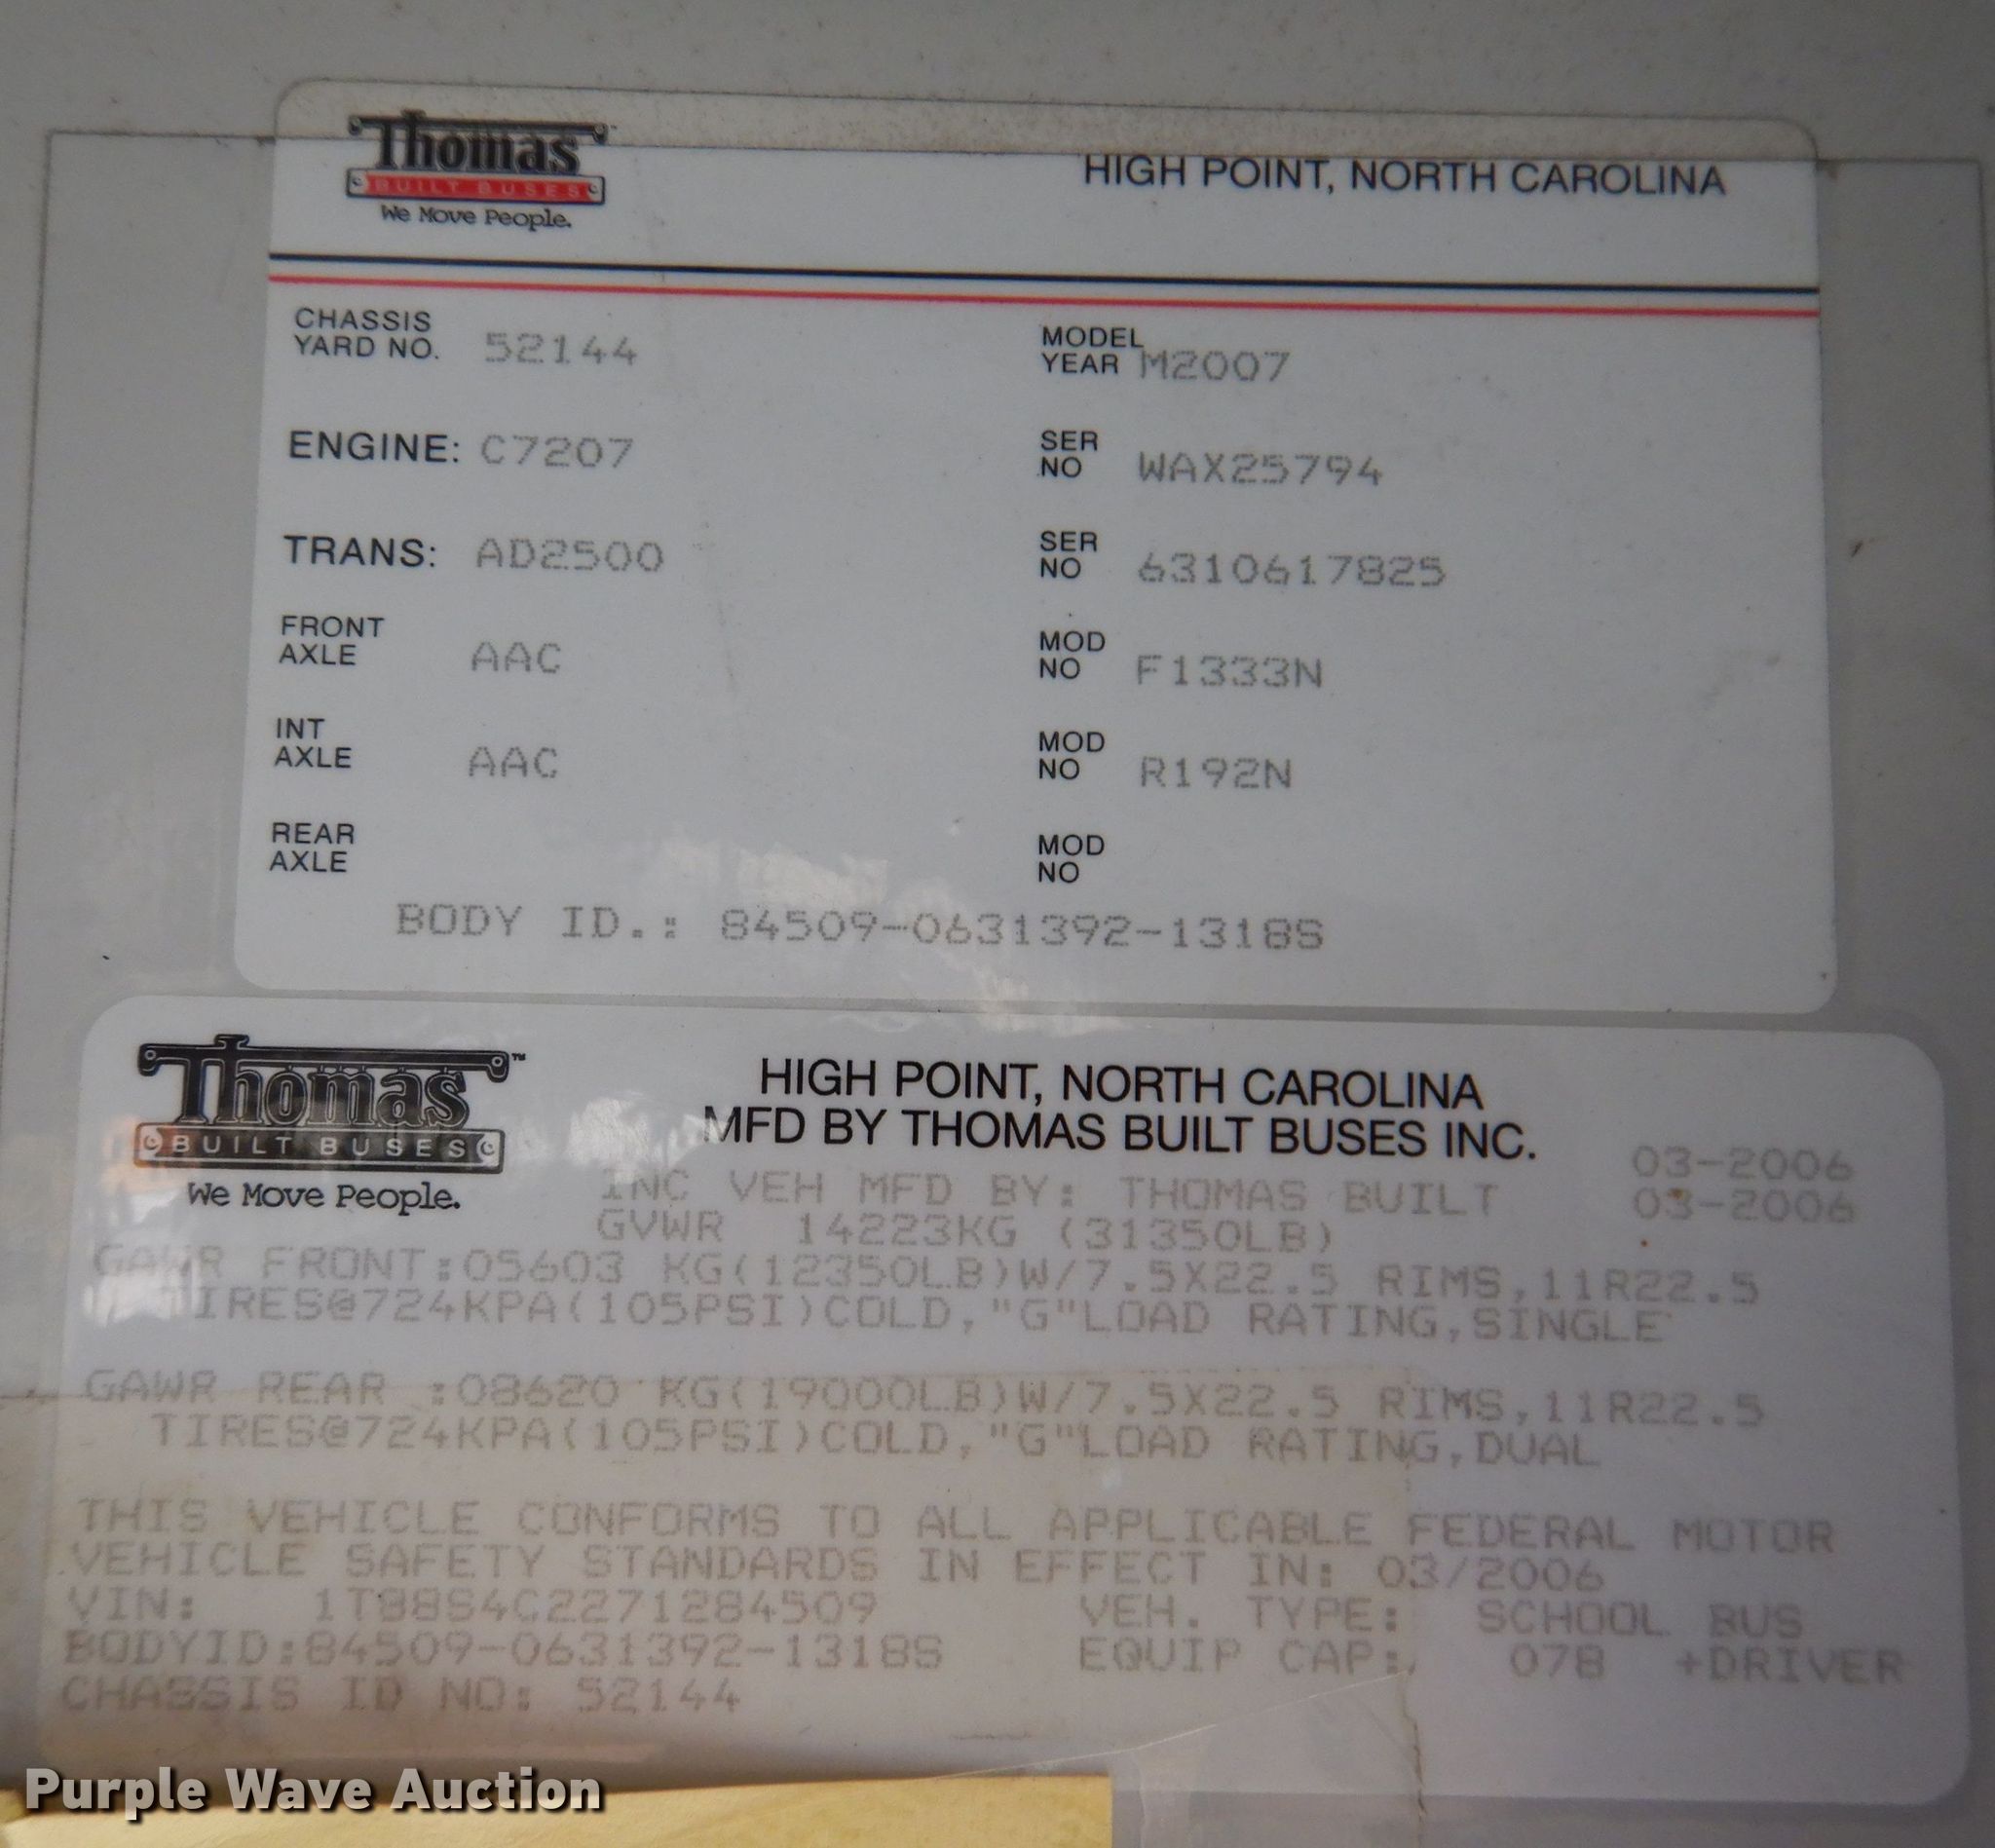 Thomas
BUILT BUSES
We Move People.
HIGH POINT, NORTH CAROLINA
CHASSIS YARD NO. 52144 MODEL YEAR M2007
ENGINE: C7207 SER NO WAX25794
TRANS: AD2500 SER NO 6310617825
FRONT AXLE AAC MOD NO F1333N
INT AXLE AAC MOD NO R192N
REAR AXLE MOD NO
BODY ID.: 84509-0631392-1318S
Thomas™
BUILT BUSES
We Move People.
HIGH POINT, NORTH CAROLINA
MFD BY THOMAS BUILT BUSES INC. 03-2006
INC VEH MFD BY: THOMAS BUILT 03-2006
GVWR 14223KG (31350LB)
GAWR FRONT:05603 KG(12350LB)W/7.5X22.5 RIMS,11R22.5
TIRES@724KPA(105PSI)COLD,"G"LOAD RATING,SINGLE
GAWR REAR :08620 KG(19000LB)W/7.5X22.5 RIMS,11R22.5
TIRES@724KPA(105PSI)COLD,"G"LOAD RATING,DUAL
THIS VEHICLE CONFORMS TO ALL APPLICABLE FEDERAL MOTOR
VEHICLE SAFETY STANDARDS IN EFFECT IN: 03/2006
VIN: 1T88S4C2271284509 VEH. TYPE: SCHOOL BUS
BODYID:84509-0631392-1318S EQUIP CAP: 078 +DRIVER
CHASSIS ID NO: 52144
Purple Wave Auction